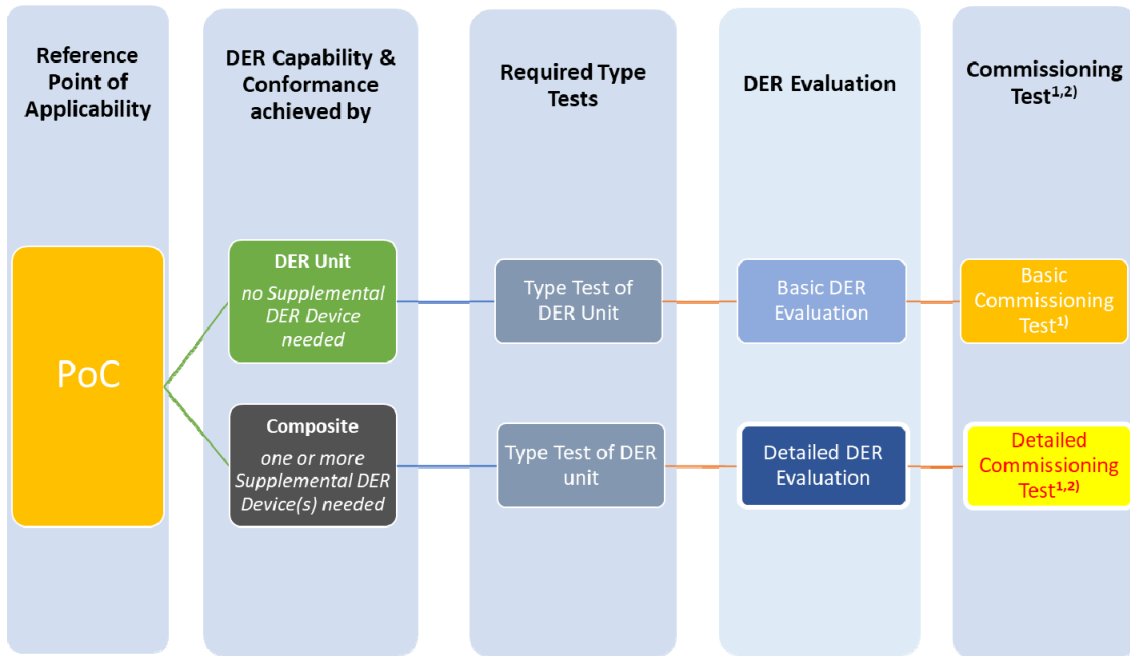 Reference
Point of
Applicability
DER Capability &
Conformance
achieved by
Required Type
Tests
DER Evaluation
Commissioning
Test1,2)
PoC
DER Unit
no Supplemental
DER Device
needed
Type Test of
DER Unit
Basic DER
Evaluation
Basic
Commissioning
Test1)
Composite
one or more
Supplemental DER
Device(s) needed
Type Test of DER
unit
Detailed DER
Evaluation
Detailed
Commissioning
Test1,2)